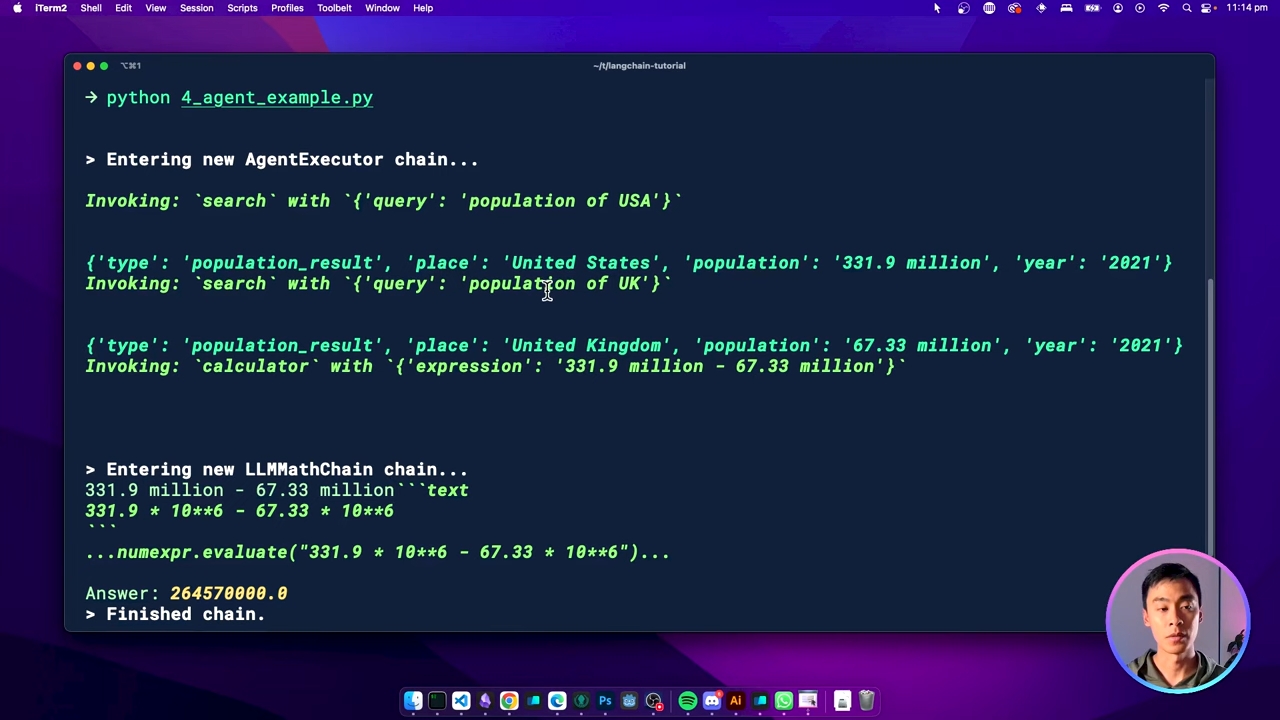 iTerm2 Shell Edit View Session Scripts Profiles Toolbelt Window Help 11:14 pm
⌥⌘1 ~/t/langchain-tutorial
→ python 4_agent_example.py
> Entering new AgentExecutor chain...
Invoking: `search` with `{'query': 'population of USA'}`
{'type': 'population_result', 'place': 'United States', 'population': '331.9 million', 'year': '2021'}
Invoking: `search` with `{'query': 'population of UK'}`
{'type': 'population_result', 'place': 'United Kingdom', 'population': '67.33 million', 'year': '2021'}
Invoking: `calculator` with `{'expression': '331.9 million - 67.33 million'}`
> Entering new LLMMathChain chain...
331.9 million - 67.33 million```text
331.9 * 10**6 - 67.33 * 10**6
```
...numexpr.evaluate("331.9 * 10**6 - 67.33 * 10**6")...
Answer: 264570000.0
> Finished chain.
Ps Ai